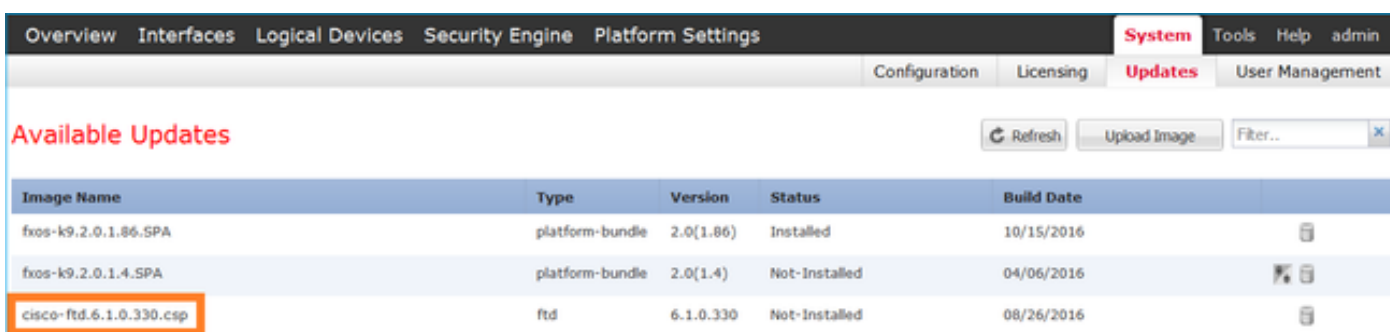 Overview Interfaces Logical Devices Security Engine Platform Settings System Tools Help admin
Configuration Licensing Updates User Management
Available Updates Refresh Upload Image Filter..
Image Name Type Version Status Build Date
fxos-k9.2.0.1.86.SPA platform-bundle 2.0(1.86) Installed 10/15/2016
fxos-k9.2.0.1.4.SPA platform-bundle 2.0(1.4) Not-Installed 04/06/2016
cisco-ftd.6.1.0.330.csp ftd 6.1.0.330 Not-Installed 08/26/2016